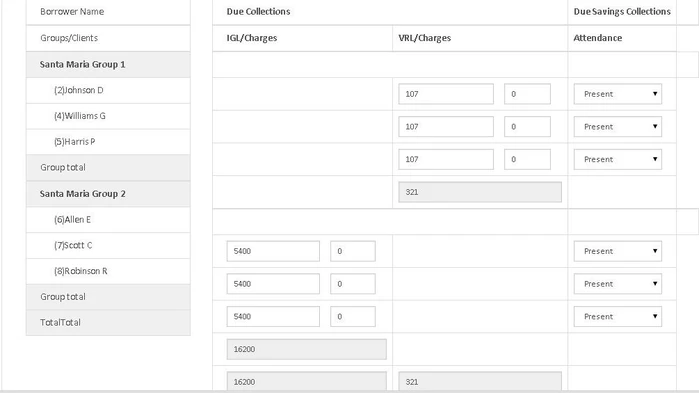 Borrower Name Due Collections Due Savings Collections
Groups/Clients IGL/Charges VRL/Charges Attendance
Santa Maria Group 1
(2)Johnson D 107 0 Present
(4)Williams G 107 0 Present
(5)Harris P 107 0 Present
Group total 321
Santa Maria Group 2
(6)Allen E 5400 0 Present
(7)Scott C 5400 0 Present
(8)Robinson R 5400 0 Present
Group total 16200
TotalTotal 16200 321